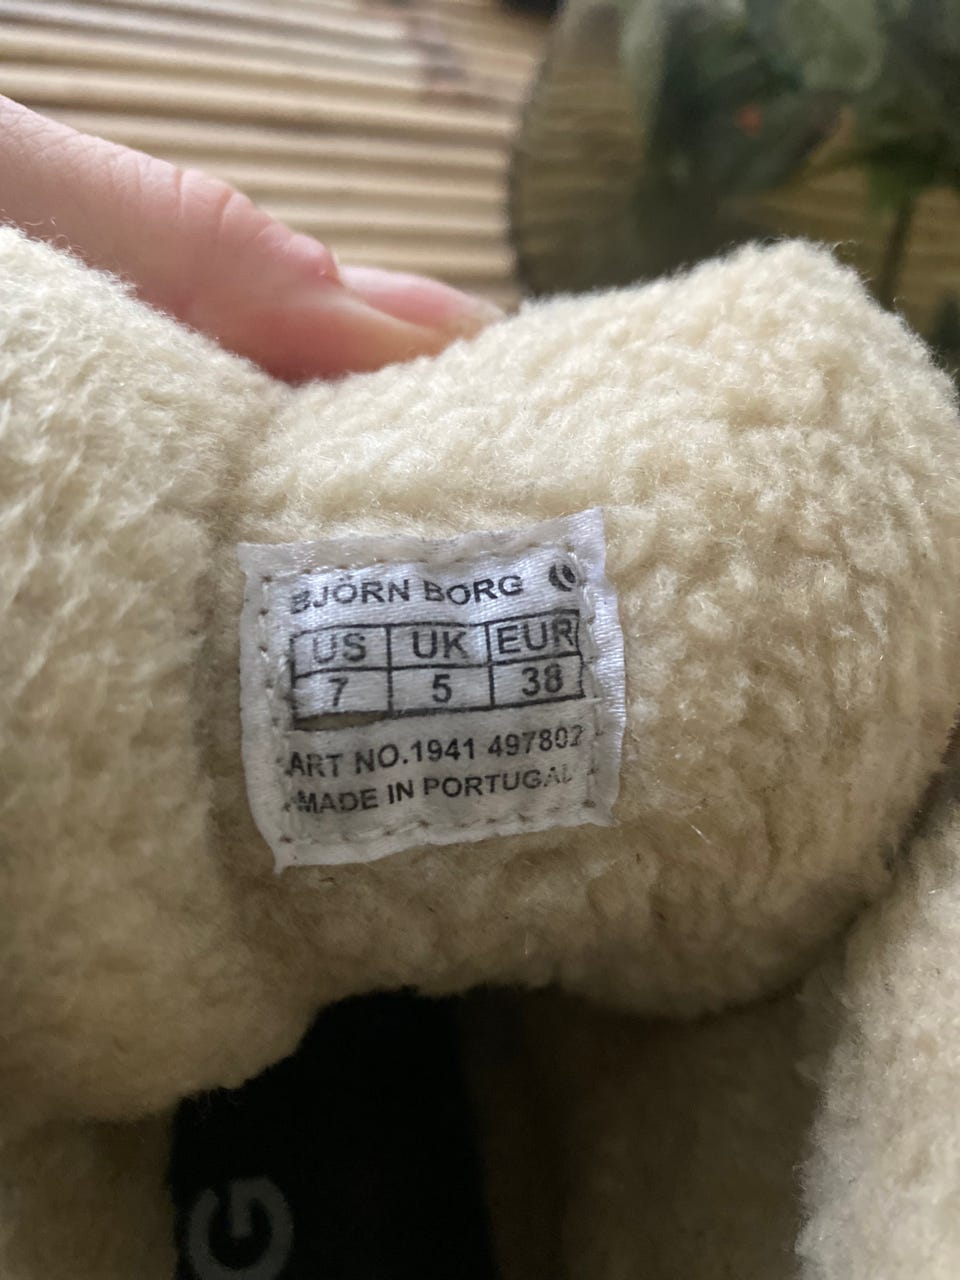 BJÖRN BORG
US UK EUR
7 5 38
ART NO.1941 497802
MADE IN PORTUGAL
G